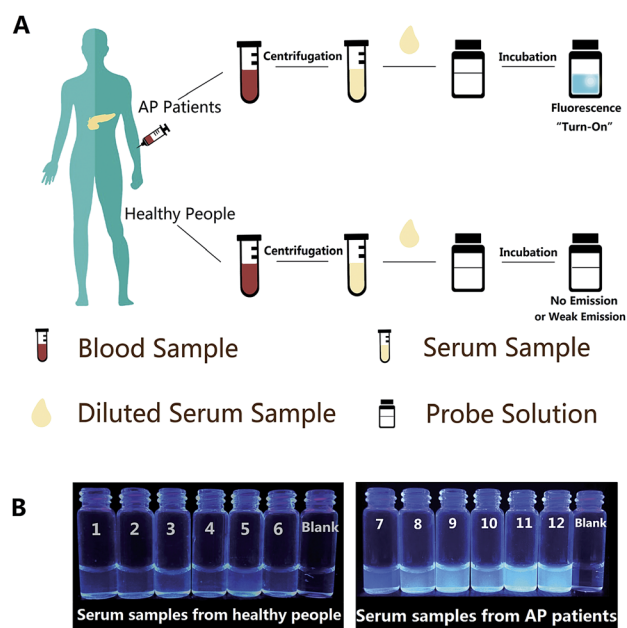 A
AP Patients
Centrifugation
Incubation
Fluorescence
“Turn-On”
Healthy People
Centrifugation
Incubation
No Emission
or Weak Emission
Blood Sample
Serum Sample
Diluted Serum Sample
Probe Solution
B
1 2 3 4 5 6 Blank
Serum samples from healthy people
7 8 9 10 11 12 Blank
Serum samples from AP patients